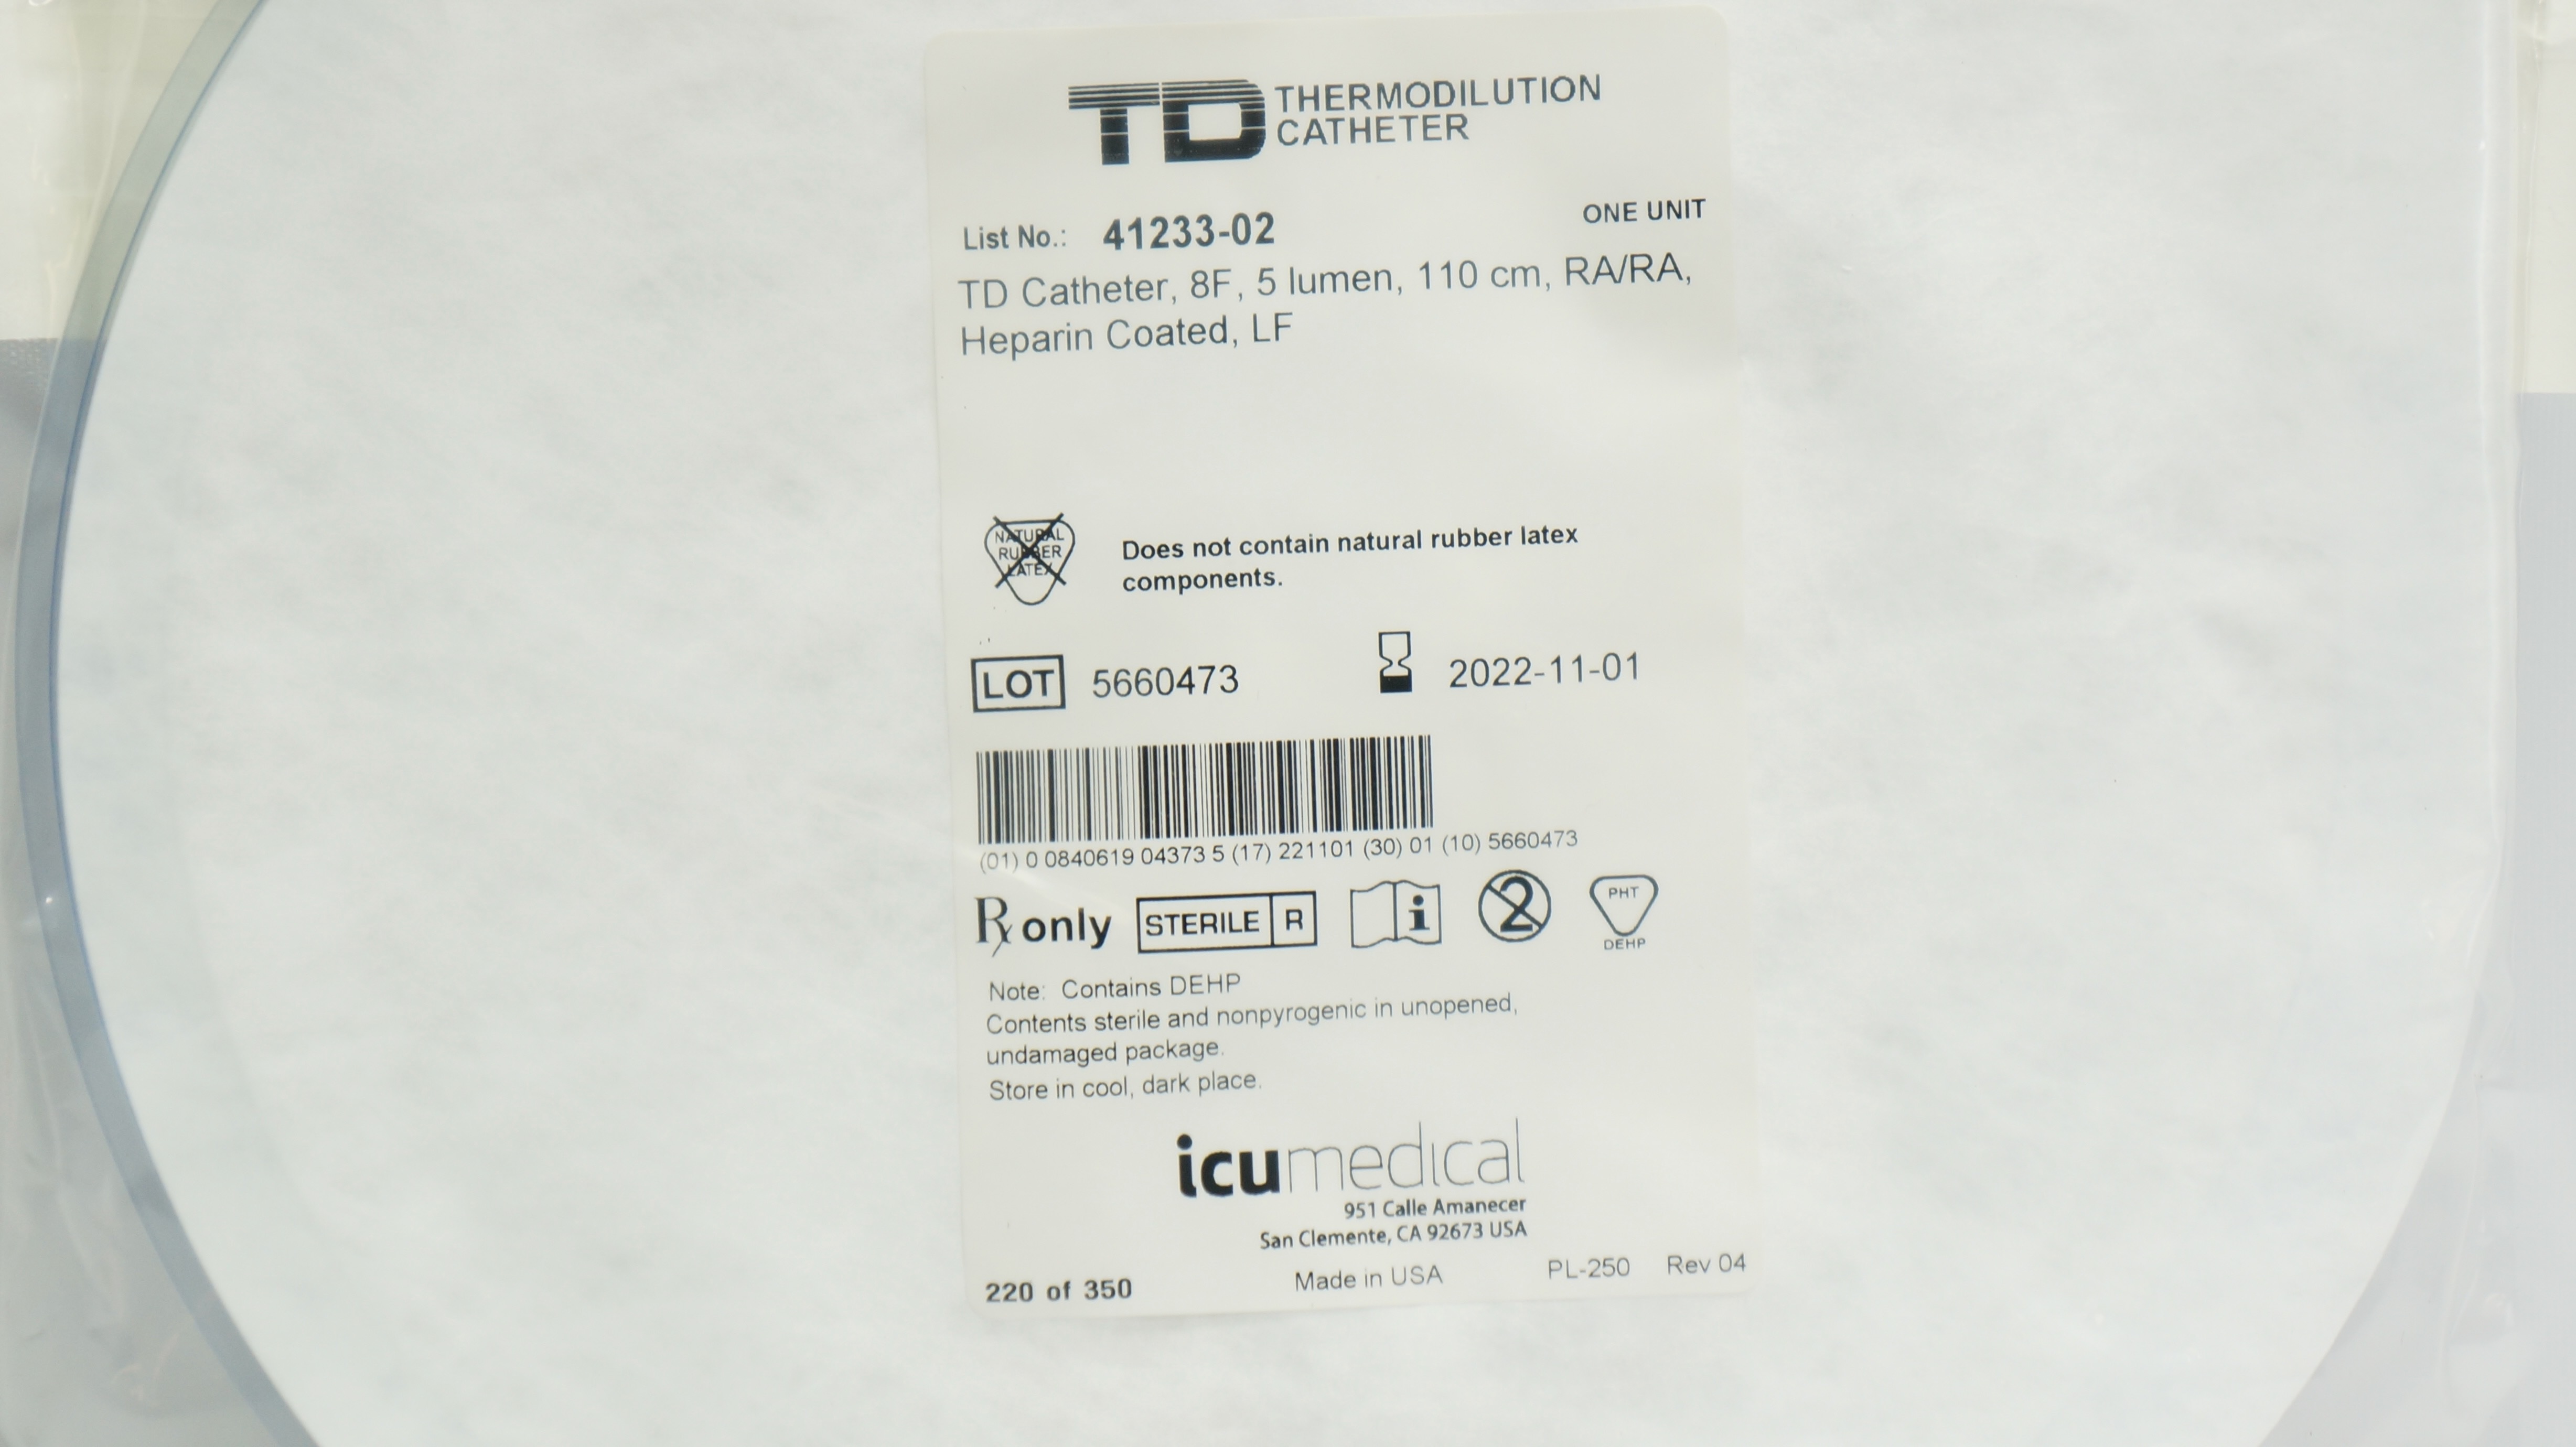 TD THERMODILUTION
CATHETER
List No.: 41233-02
ONE UNIT
TD Catheter, 8F, 5 lumen, 110 cm, RA/RA,
Heparin Coated, LF
NATURAL
RUBBER
LATEX
Does not contain natural rubber latex
components.
LOT 5660473
2022-11-01
(01) 0 0840619 04373 5 (17) 221101 (30) 01 (10) 5660473
Rx only
STERILE R
i
2
PHT
DEHP
Note: Contains DEHP
Contents sterile and nonpyrogenic in unopened,
undamaged package.
Store in cool, dark place.
icumedical
951 Calle Amanecer
San Clemente, CA 92673 USA
220 of 350
Made in USA
PL-250 Rev 04